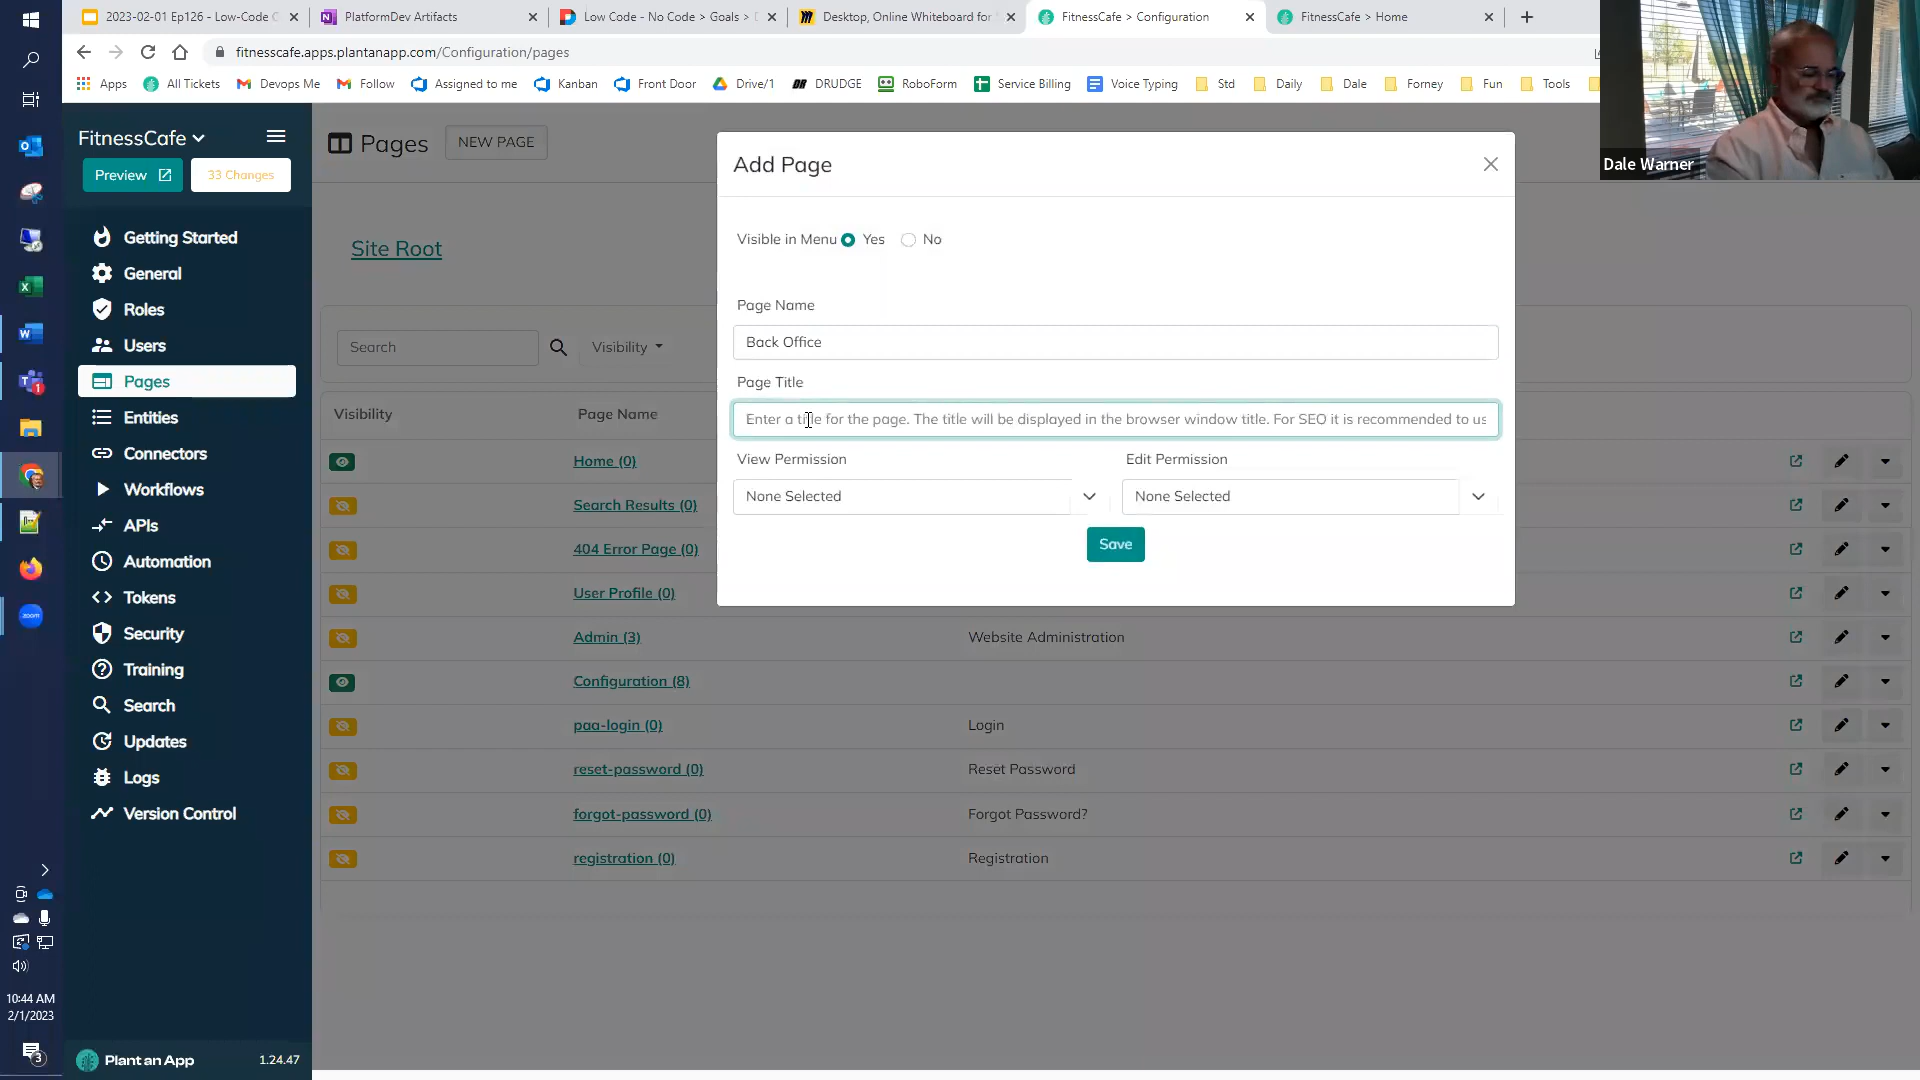 2023-02-01 Ep126 - Low-Code
PlatformDev Artifacts
Low Code - No Code > Goals >
Desktop, Online Whiteboard for
FitnessCafe > Configuration
FitnessCafe > Home
fitnesscafe.apps.plantanapp.com/Configuration/pages
Apps
All Tickets
Devops Me
Follow
Assigned to me
Kanban
Front Door
Drive/1
DRUDGE
RoboForm
Service Billing
Voice Typing
Std
Daily
Dale
Forney
Fun
Tools
Dale Warner
FitnessCafe
Preview
33 Changes
Getting Started
General
Roles
Users
Pages
Entities
Connectors
Workflows
APIs
Automation
Tokens
Security
Training
Search
Updates
Logs
Version Control
Plant an App
1.24.47
Pages
NEW PAGE
Site Root
Search
Visibility
Visibility
Page Name
Home (0)
Search Results (0)
404 Error Page (0)
User Profile (0)
Admin (3)
Website Administration
Configuration (8)
paa-login (0)
Login
reset-password (0)
Reset Password
forgot-password (0)
Forgot Password?
registration (0)
Registration
Add Page
Visible in Menu Yes No
Page Name
Back Office
Page Title
Enter a title for the page. The title will be displayed in the browser window title. For SEO it is recommended to us
View Permission
Edit Permission
None Selected
None Selected
Save
zoom
1
10:44 AM
2/1/2023
3